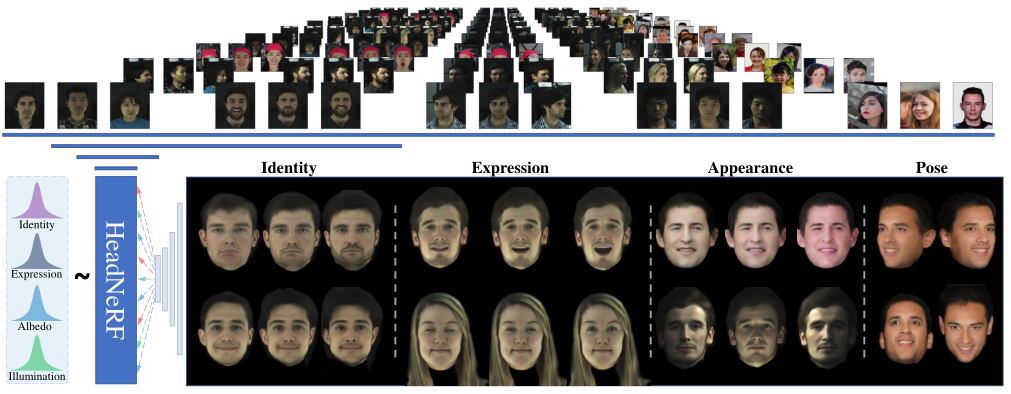 Identity
Expression
Appearance
Pose
Identity
Expression
Albedo
Illumination
~
HeadNeRF